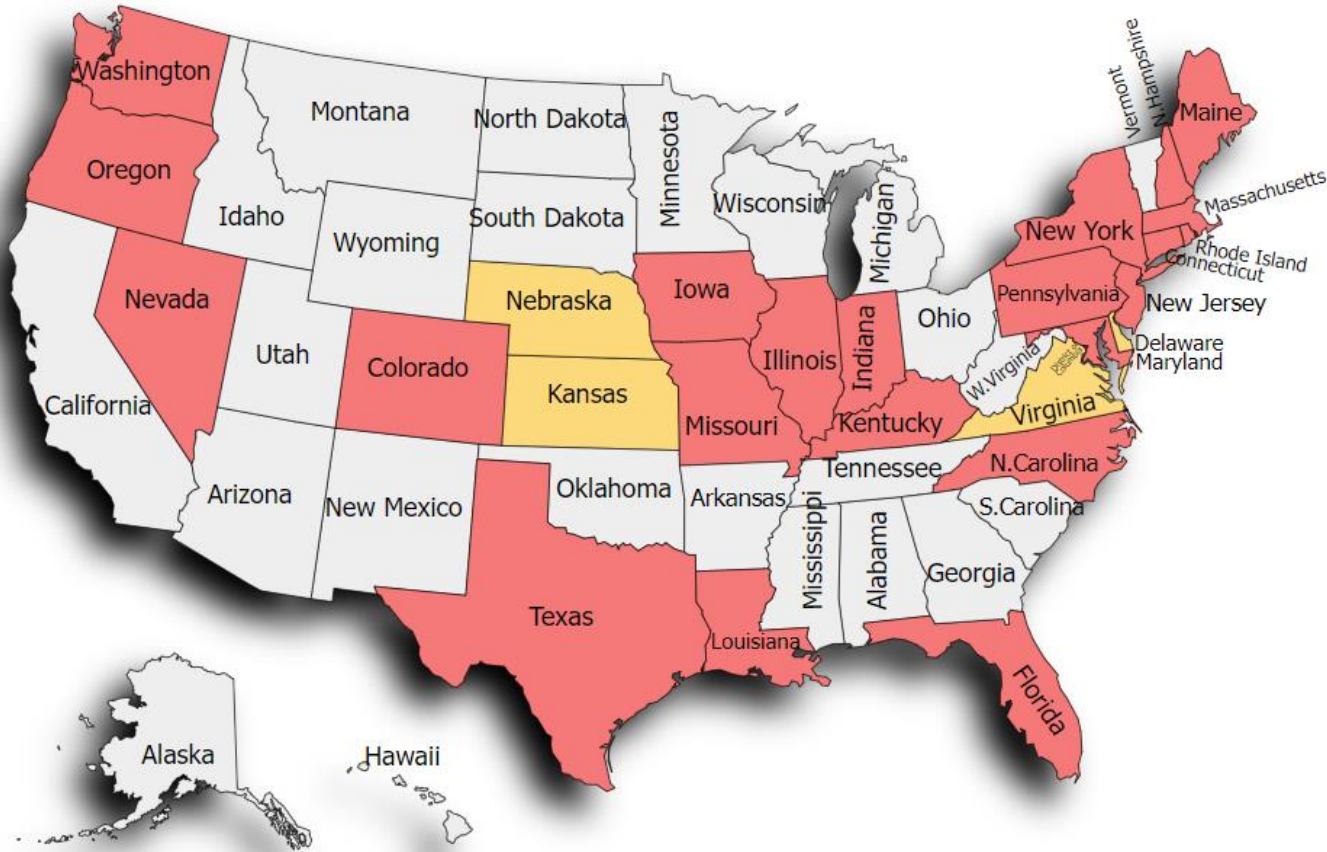 Washington
Oregon
California
Nevada
Idaho
Montana
Wyoming
Utah
Arizona
Colorado
New Mexico
North Dakota
South Dakota
Nebraska
Kansas
Oklahoma
Texas
Minnesota
Iowa
Missouri
Arkansas
Louisiana
Wisconsin
Illinois
Michigan
Indiana
Ohio
Kentucky
Tennessee
Mississippi
Alabama
Georgia
Florida
S.Carolina
N.Carolina
Virginia
W.Virginia
Maryland
Delaware
New Jersey
Pennsylvania
New York
Connecticut
Rhode Island
Massachusetts
Vermont
N.Hampshire
Maine
Alaska
Hawaii